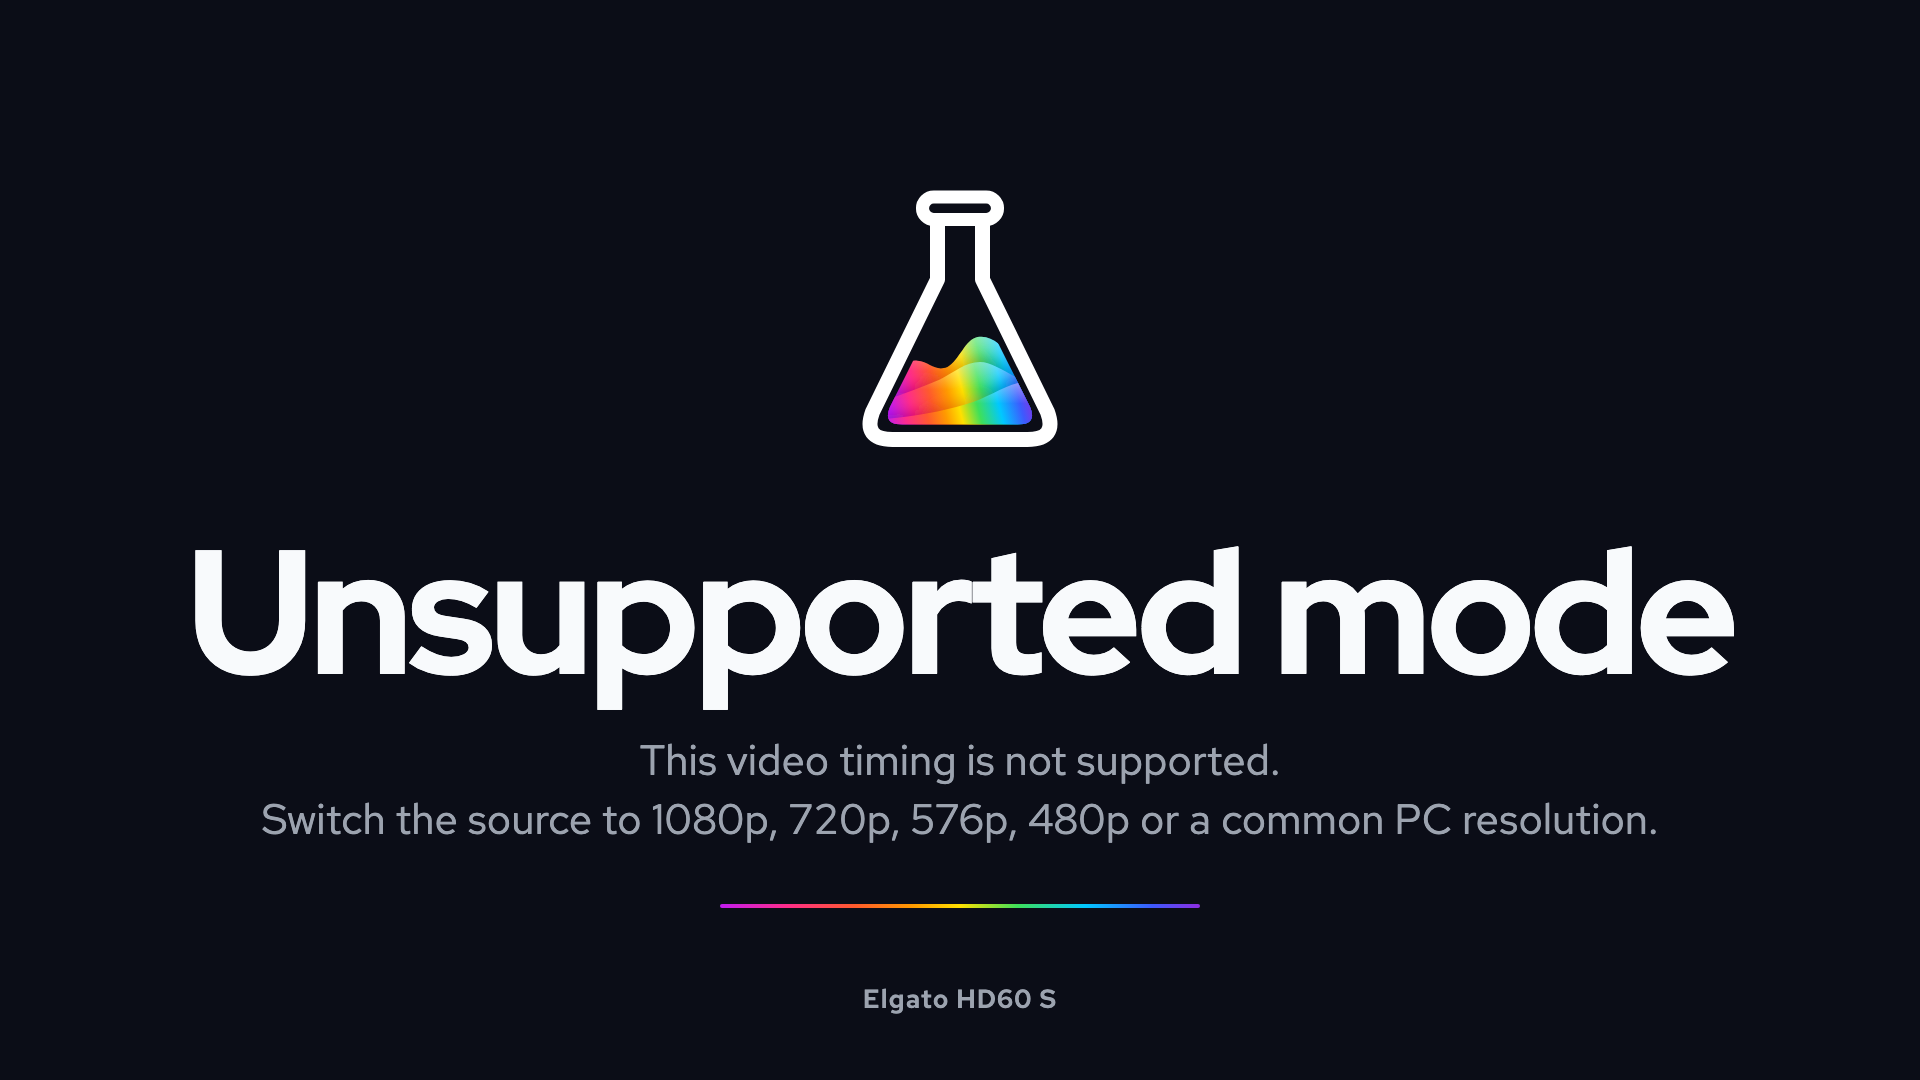 Unsupported mode
This video timing is not supported.
Switch the source to 1080p, 720p, 576p, 480p or a common PC resolution.
Elgato HD60 S